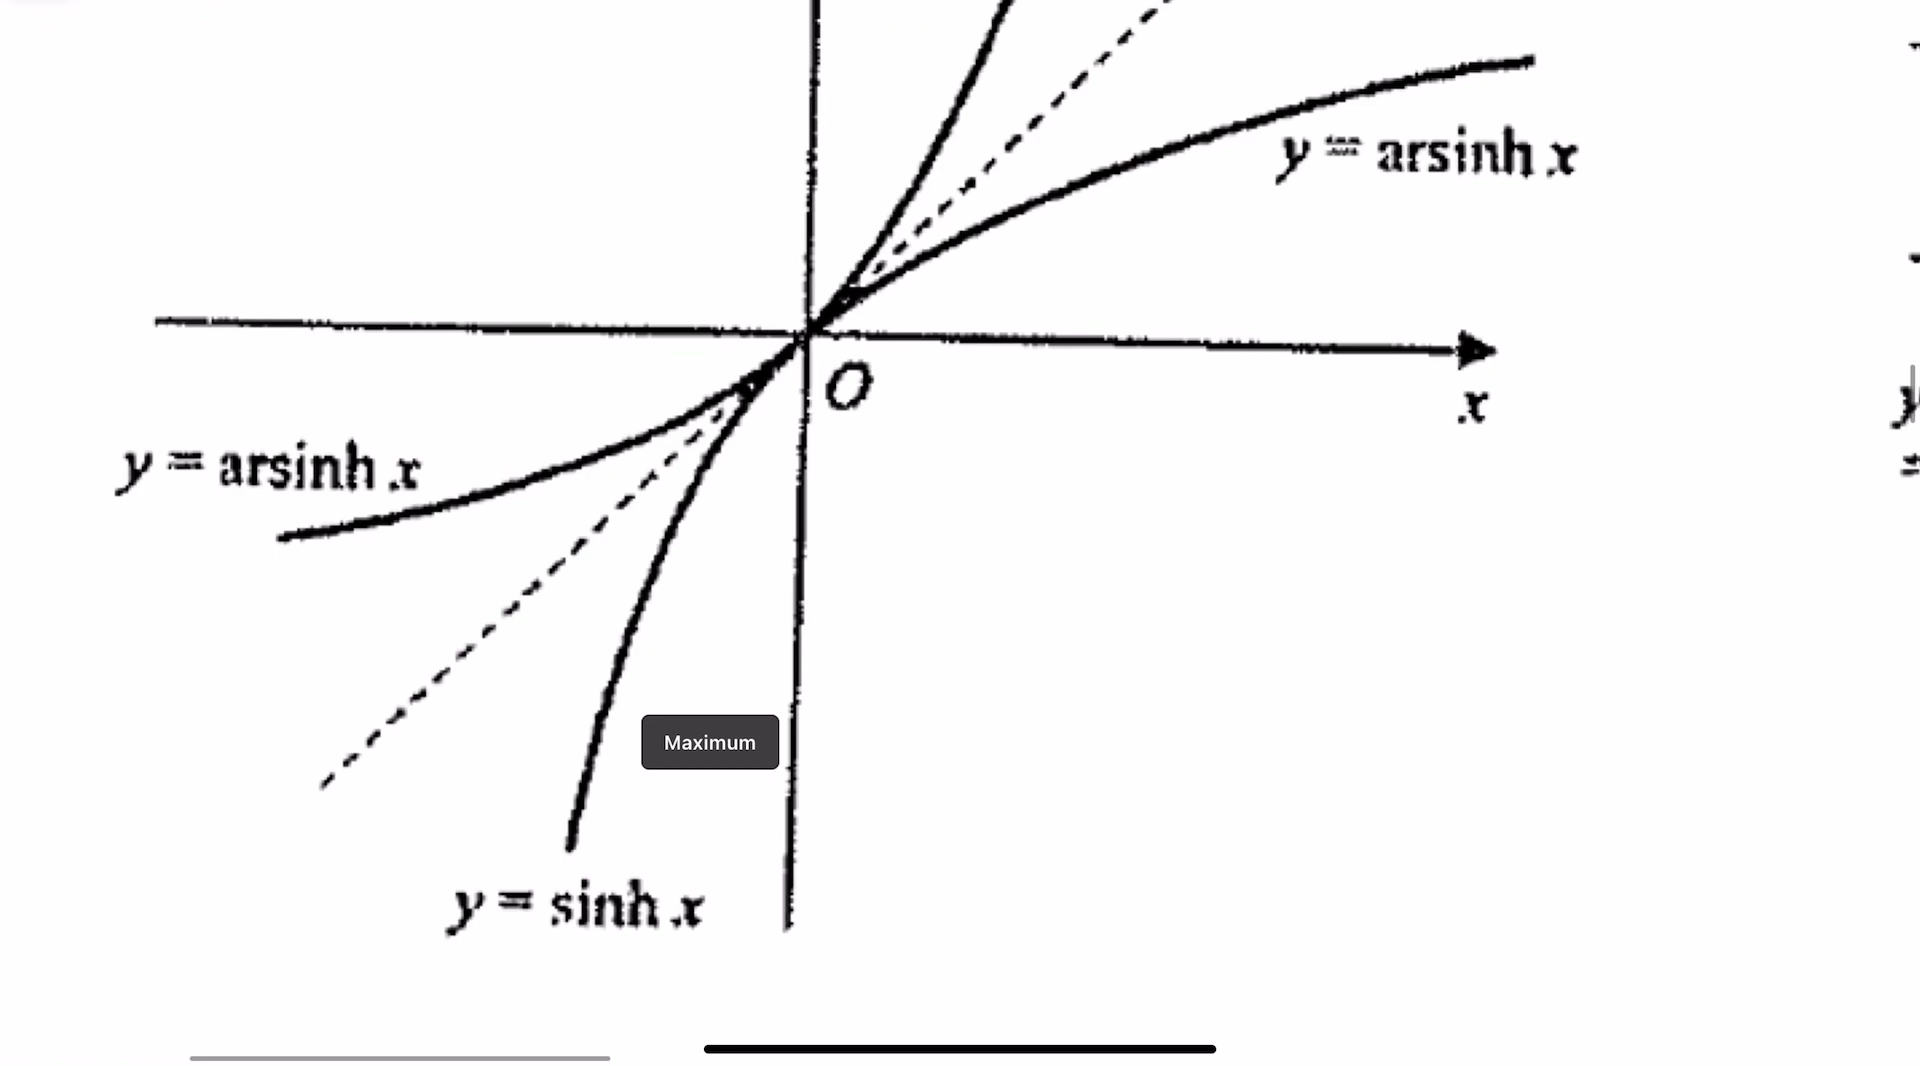 y = arsinh x
O
x
y = arsinh x
Maximum
y = sinh x